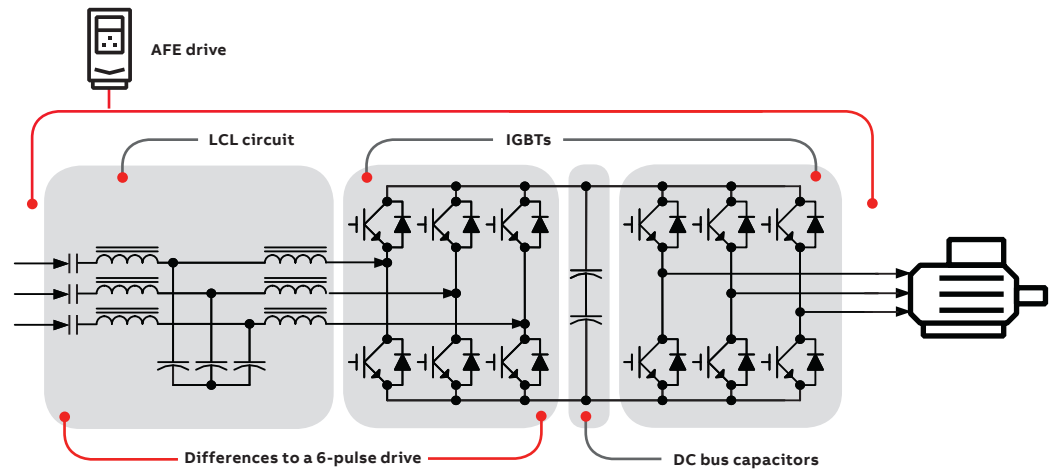 AFE drive
LCL circuit
IGBTs
Differences to a 6-pulse drive
DC bus capacitors